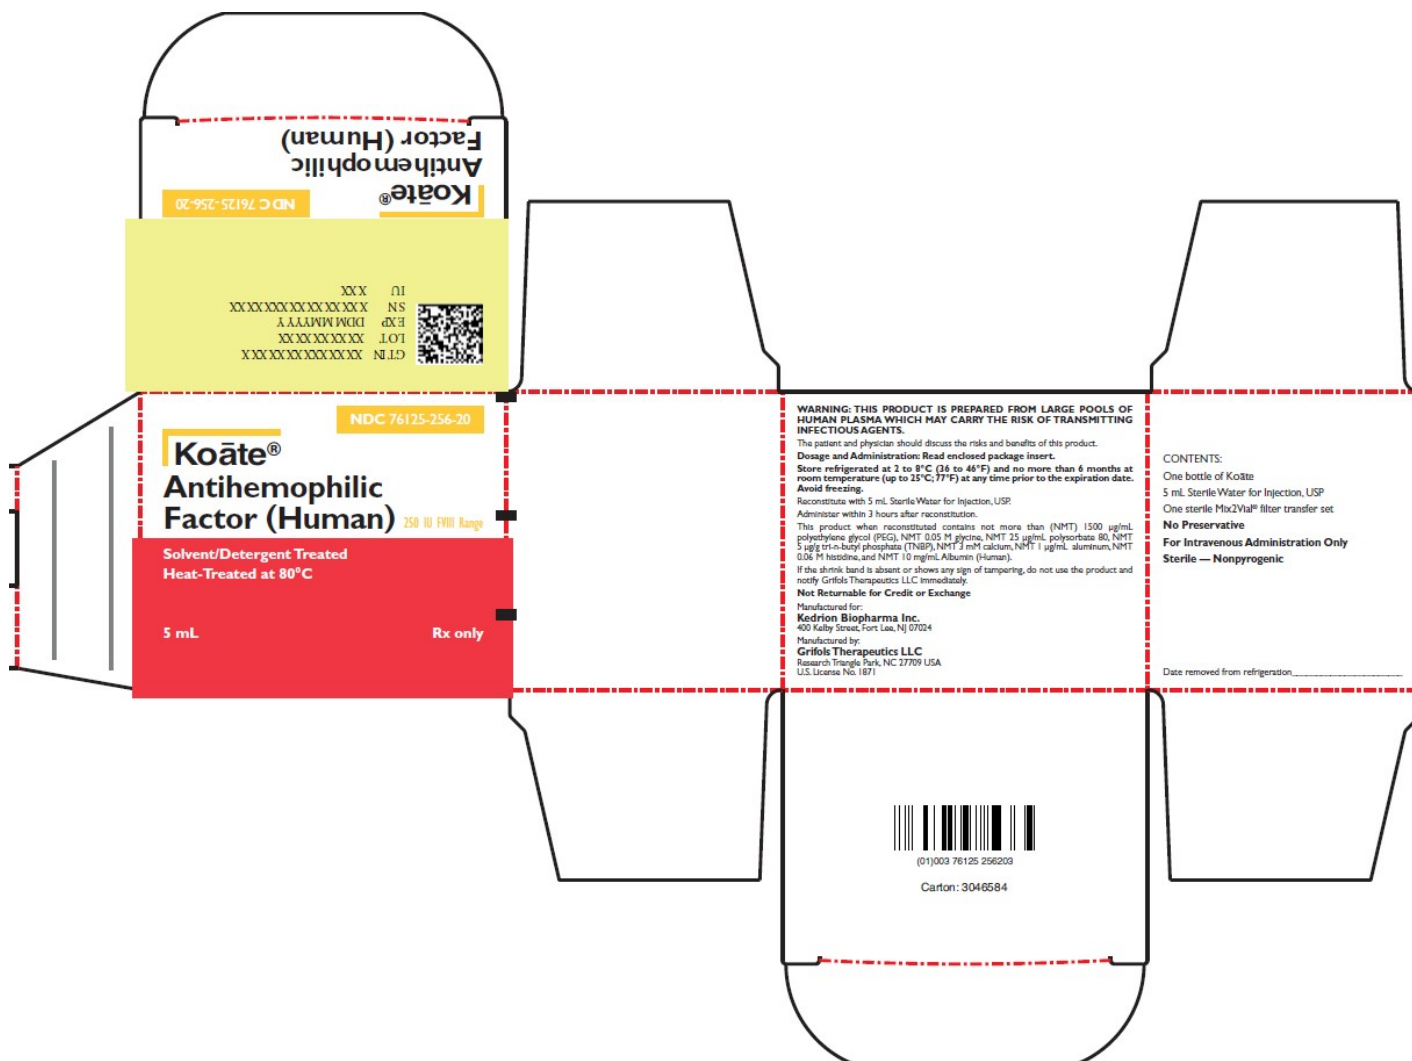 Koāte®
Antihemophilic
Factor (Human)
NDC 76125-256-20
GTIN XXXXXXXXXXXXXX
LOT XXXXXXXXXX
EXP DDMMMYYYY
SN XXXXXXXXXXXXXXXX
IU XXX
NDC 76125-256-20
Koāte®
Antihemophilic
Factor (Human) 250 IU FVIII Range
Solvent/Detergent Treated
Heat-Treated at 80°C
5 mL Rx only
WARNING: THIS PRODUCT IS PREPARED FROM LARGE POOLS OF
HUMAN PLASMA WHICH MAY CARRY THE RISK OF TRANSMITTING
INFECTIOUS AGENTS.
The patient and physician should discuss the risks and benefits of this product.
Dosage and Administration: Read enclosed package insert.
Store refrigerated at 2 to 8°C (36 to 46°F) and no more than 6 months at
room temperature (up to 25°C; 77°F) at any time prior to the expiration date.
Avoid freezing.
Reconstitute with 5 mL Sterile Water for Injection, USP.
Administer within 3 hours after reconstitution.
This product when reconstituted contains not more than (NMT) 1500 µg/mL
polyethylene glycol (PEG), NMT 0.05 M glycine, NMT 25 µg/mL polysorbate 80, NMT
5 µg/g tri-n-butyl phosphate (TNBP), NMT 3 mM calcium, NMT 1 µg/mL aluminum, NMT
0.06 M histidine, and NMT 10 mg/mL Albumin (Human).
If the shrink band is absent or shows any sign of tampering, do not use the product and
notify Grifols Therapeutics LLC immediately.
Not Returnable for Credit or Exchange
Manufactured for:
Kedrion Biopharma Inc.
400 Kelby Street, Fort Lee, NJ 07024
Manufactured by:
Grifols Therapeutics LLC
Research Triangle Park, NC 27709 USA
U.S. License No. 1871
CONTENTS:
One bottle of Koāte
5 mL Sterile Water for Injection, USP
One sterile Mix2Vial® filter transfer set
No Preservative
For Intravenous Administration Only
Sterile — Nonpyrogenic
Date removed from refrigeration______________________
(01)003 76125 256203
Carton: 3046584